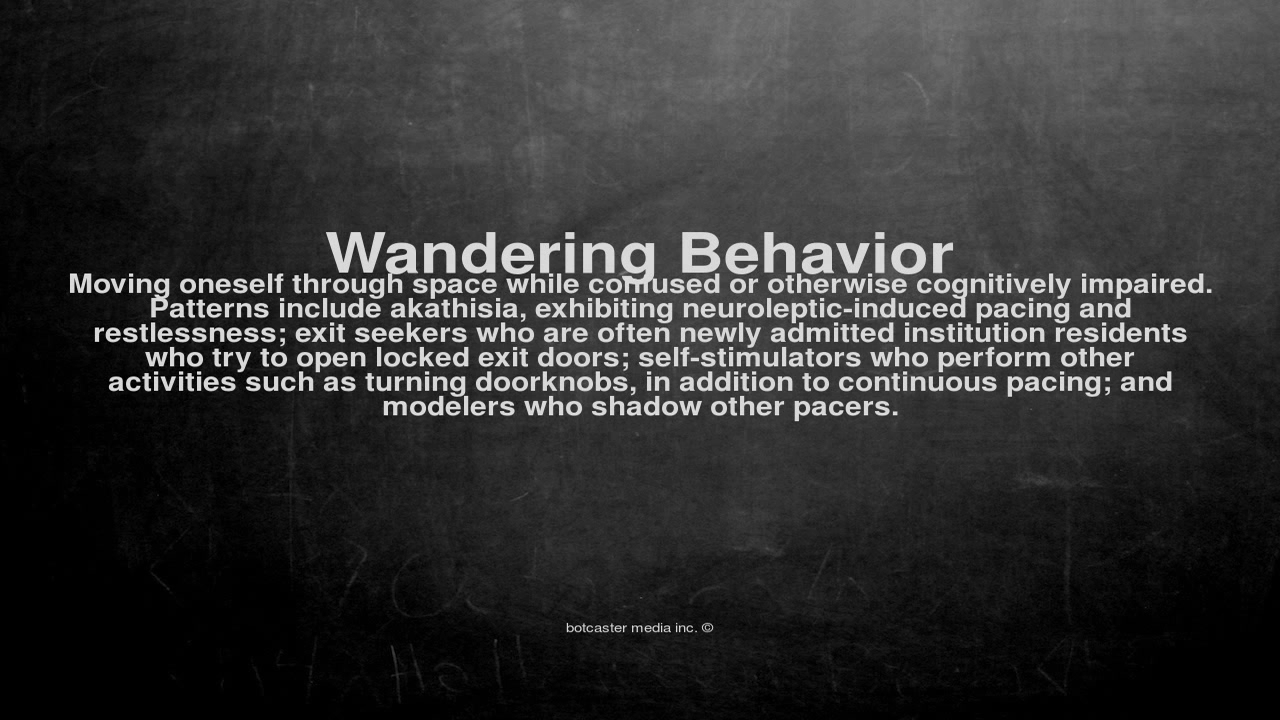 Wandering Behavior
Moving oneself through space while confused or otherwise cognitively impaired.
Patterns include akathisia, exhibiting neuroleptic-induced pacing and
restlessness; exit seekers who are often newly admitted institution residents
who try to open locked exit doors; self-stimulators who perform other
activities such as turning doorknobs, in addition to continuous pacing; and
modelers who shadow other pacers.
botcaster media inc. ©